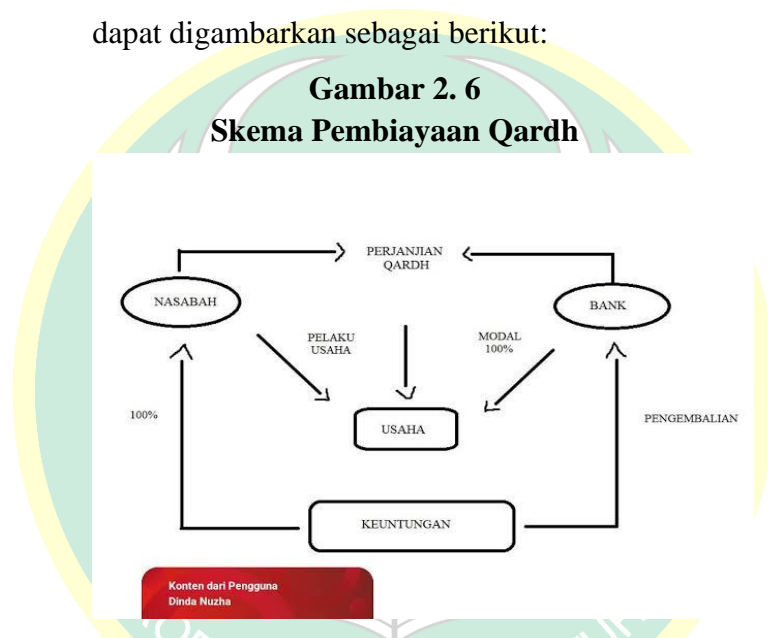 dapat digambarkan sebagai berikut:
Gambar 2. 6
Skema Pembiayaan Qardh
PERJANJIAN
QARDH
NASABAH
BANK
PELAKU
USAHA
MODAL
100%
100%
USAHA
PENGEMBALIAN
KEUNTUNGAN
Konten dari Pengguna
Dinda Nuzha